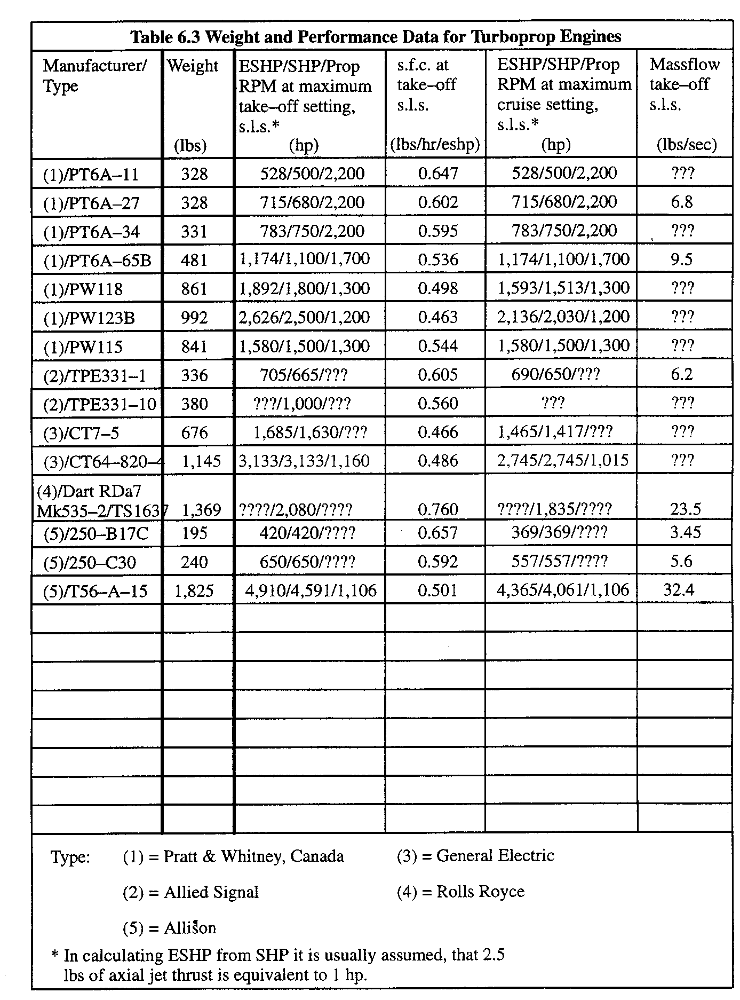 Table 6.3 Weight and Performance Data for Turboprop Engines
Manufacturer/ Weight ESHP/SHP/Prop s.f.c. at ESHP/SHP/Prop Massflow
Type RPM at maximum take–off RPM at maximum take–off
take–off setting, s.l.s. cruise setting, s.l.s.
s.l.s.* s.l.s.*
(lbs) (hp) (lbs/hr/eshp) (hp) (lbs/sec)
(1)/PT6A–11 328 528/500/2,200 0.647 528/500/2,200 ???
(1)/PT6A–27 328 715/680/2,200 0.602 715/680/2,200 6.8
(1)/PT6A–34 331 783/750/2,200 0.595 783/750/2,200 ???
(1)/PT6A–65B 481 1,174/1,100/1,700 0.536 1,174/1,100/1,700 9.5
(1)/PW118 861 1,892/1,800/1,300 0.498 1,593/1,513/1,300 ???
(1)/PW123B 992 2,626/2,500/1,200 0.463 2,136/2,030/1,200 ???
(1)/PW115 841 1,580/1,500/1,300 0.544 1,580/1,500/1,300 ???
(2)/TPE331–1 336 705/665/??? 0.605 690/650/??? 6.2
(2)/TPE331–10 380 ???/1,000/??? 0.560 ??? ???
(3)/CT7–5 676 1,685/1,630/??? 0.466 1,465/1,417/??? ???
(3)/CT64–820–4 1,145 3,133/3,133/1,160 0.486 2,745/2,745/1,015 ???
(4)/Dart RDa7
Mk535–2/TS1637 1,369 ????/2,080/???? 0.760 ????/1,835/???? 23.5
(5)/250–B17C 195 420/420/???? 0.657 369/369/???? 3.45
(5)/250–C30 240 650/650/???? 0.592 557/557/???? 5.6
(5)/T56–A–15 1,825 4,910/4,591/1,106 0.501 4,365/4,061/1,106 32.4
Type: (1) = Pratt & Whitney, Canada (3) = General Electric
(2) = Allied Signal (4) = Rolls Royce
(5) = Allison
* In calculating ESHP from SHP it is usually assumed, that 2.5
lbs of axial jet thrust is equivalent to 1 hp.